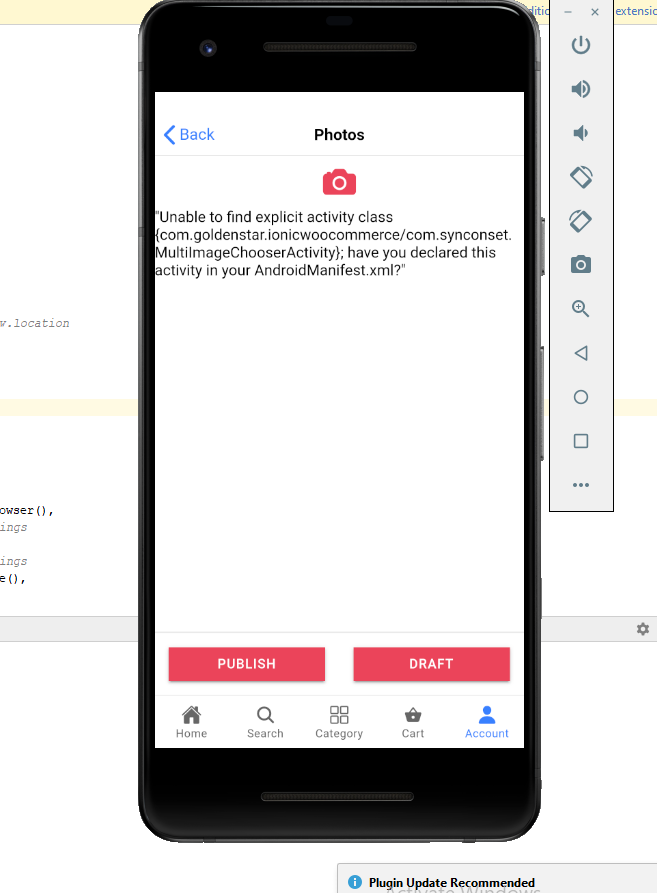 extensio
Back
Photos
"Unable to find explicit activity class
{com.goldenstar.ionicwoocommerce/com.synconset.
MultiImageChooserActivity}; have you declared this
activity in your AndroidManifest.xml?"
w.location
owser(),
ings
ings
e(),
PUBLISH
DRAFT
Home
Search
Category
Cart
Account
Plugin Update Recommended
Activate Windows